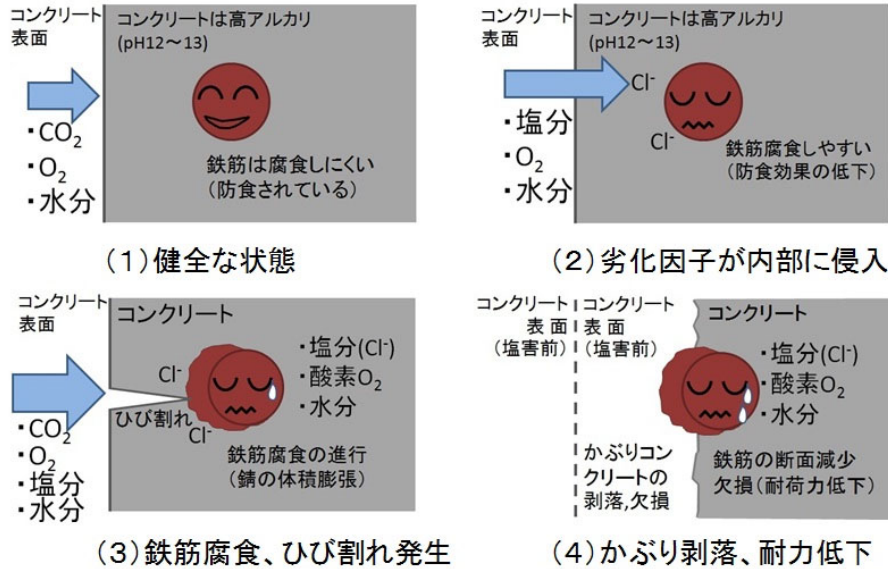 コンクリート
表面
コンクリートは高アルカリ
(pH12～13)
・CO₂
・O₂
・水分
鉄筋は腐食しにくい
(防食されている)
(1)健全な状態
コンクリート
表面
コンクリートは高アルカリ
(pH12～13)
Cl⁻
Cl⁻
・塩分
・O₂
・水分
鉄筋腐食しやすい
(防食効果の低下)
(2)劣化因子が内部に侵入
コンクリート
表面
コンクリート
Cl⁻
ひび割れ
Cl⁻
・塩分(Cl⁻)
・酸素O₂
・水分
・CO₂
・O₂
・塩分
・水分
鉄筋腐食の進行
(錆の体積膨張)
(3)鉄筋腐食、ひび割れ発生
コンクリート
表面
(塩害前)
コンクリート
表面
(塩害前)
コンクリート
・塩分(Cl⁻)
・酸素O₂
・水分
かぶりコン
クリートの
剥落,欠損
鉄筋の断面減少
欠損(耐荷力低下)
(4)かぶり剥落、耐力低下